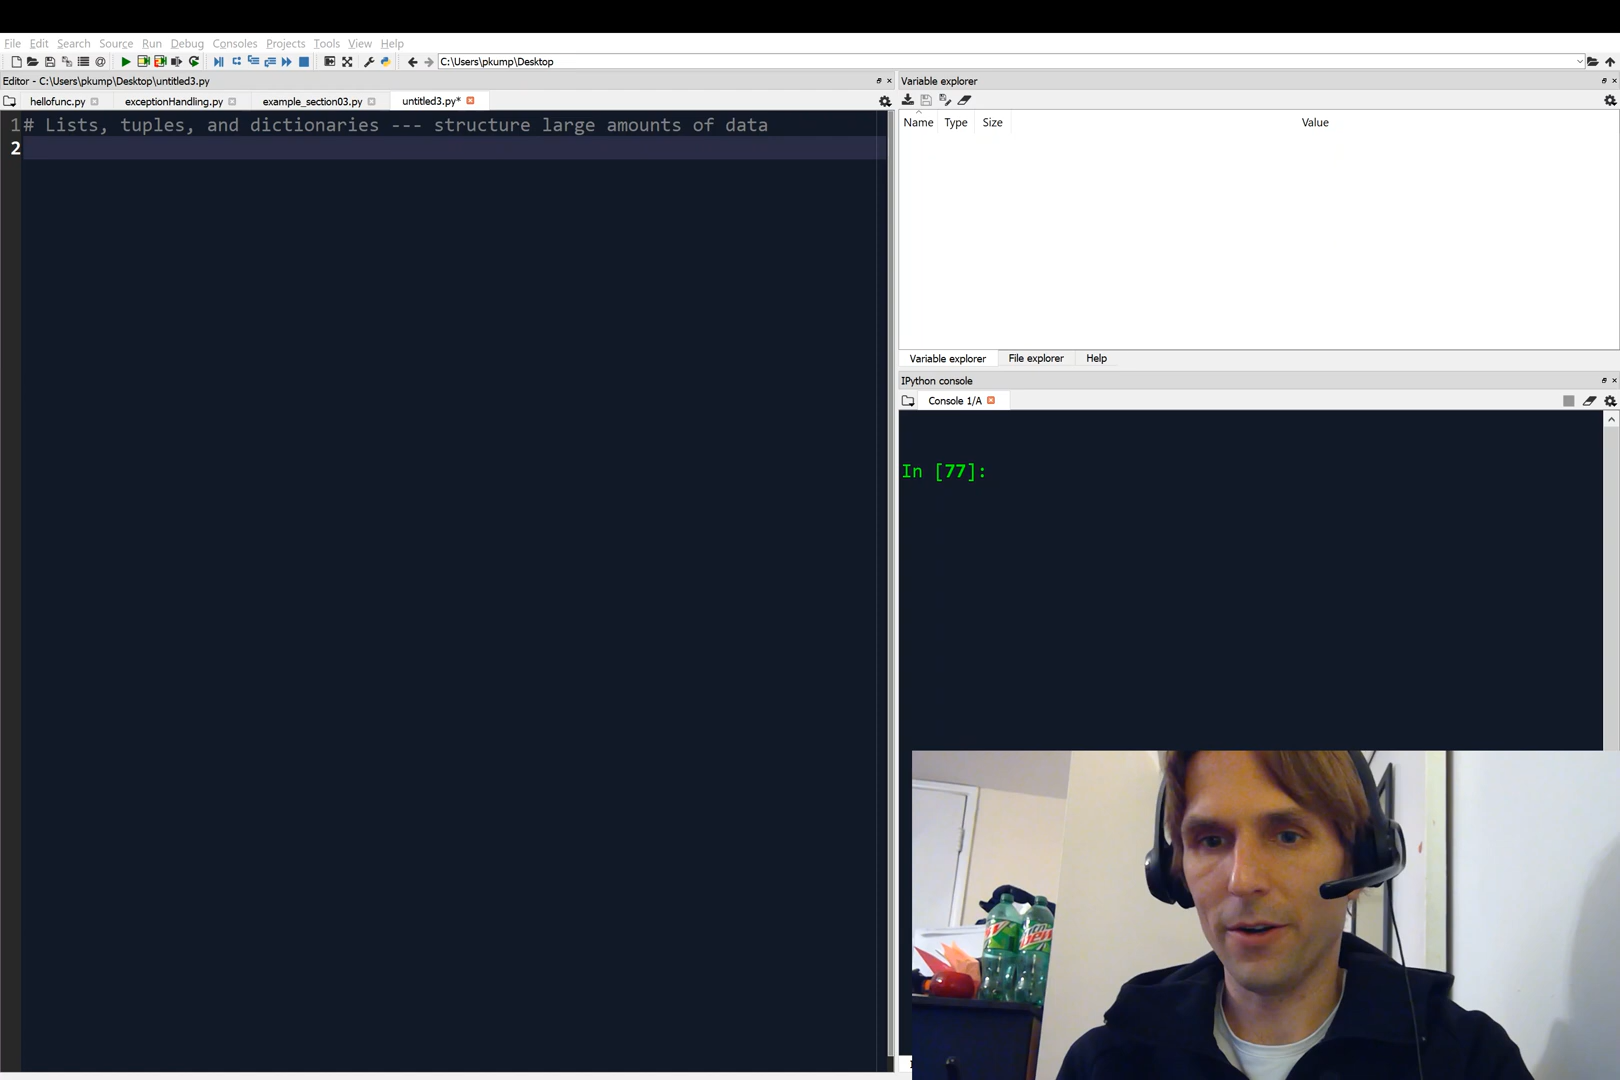 File Edit Search Source Run Debug Consoles Projects Tools View Help
C:\Users\pkump\Desktop
Editor - C:\Users\pkump\Desktop\untitled3.py
hellofunc.py exceptionHandling.py example_section03.py untitled3.py*
1# Lists, tuples, and dictionaries --- structure large amounts of data
2
Variable explorer
Name Type Size Value
Variable explorer File explorer Help
IPython console
Console 1/A
In [77]: